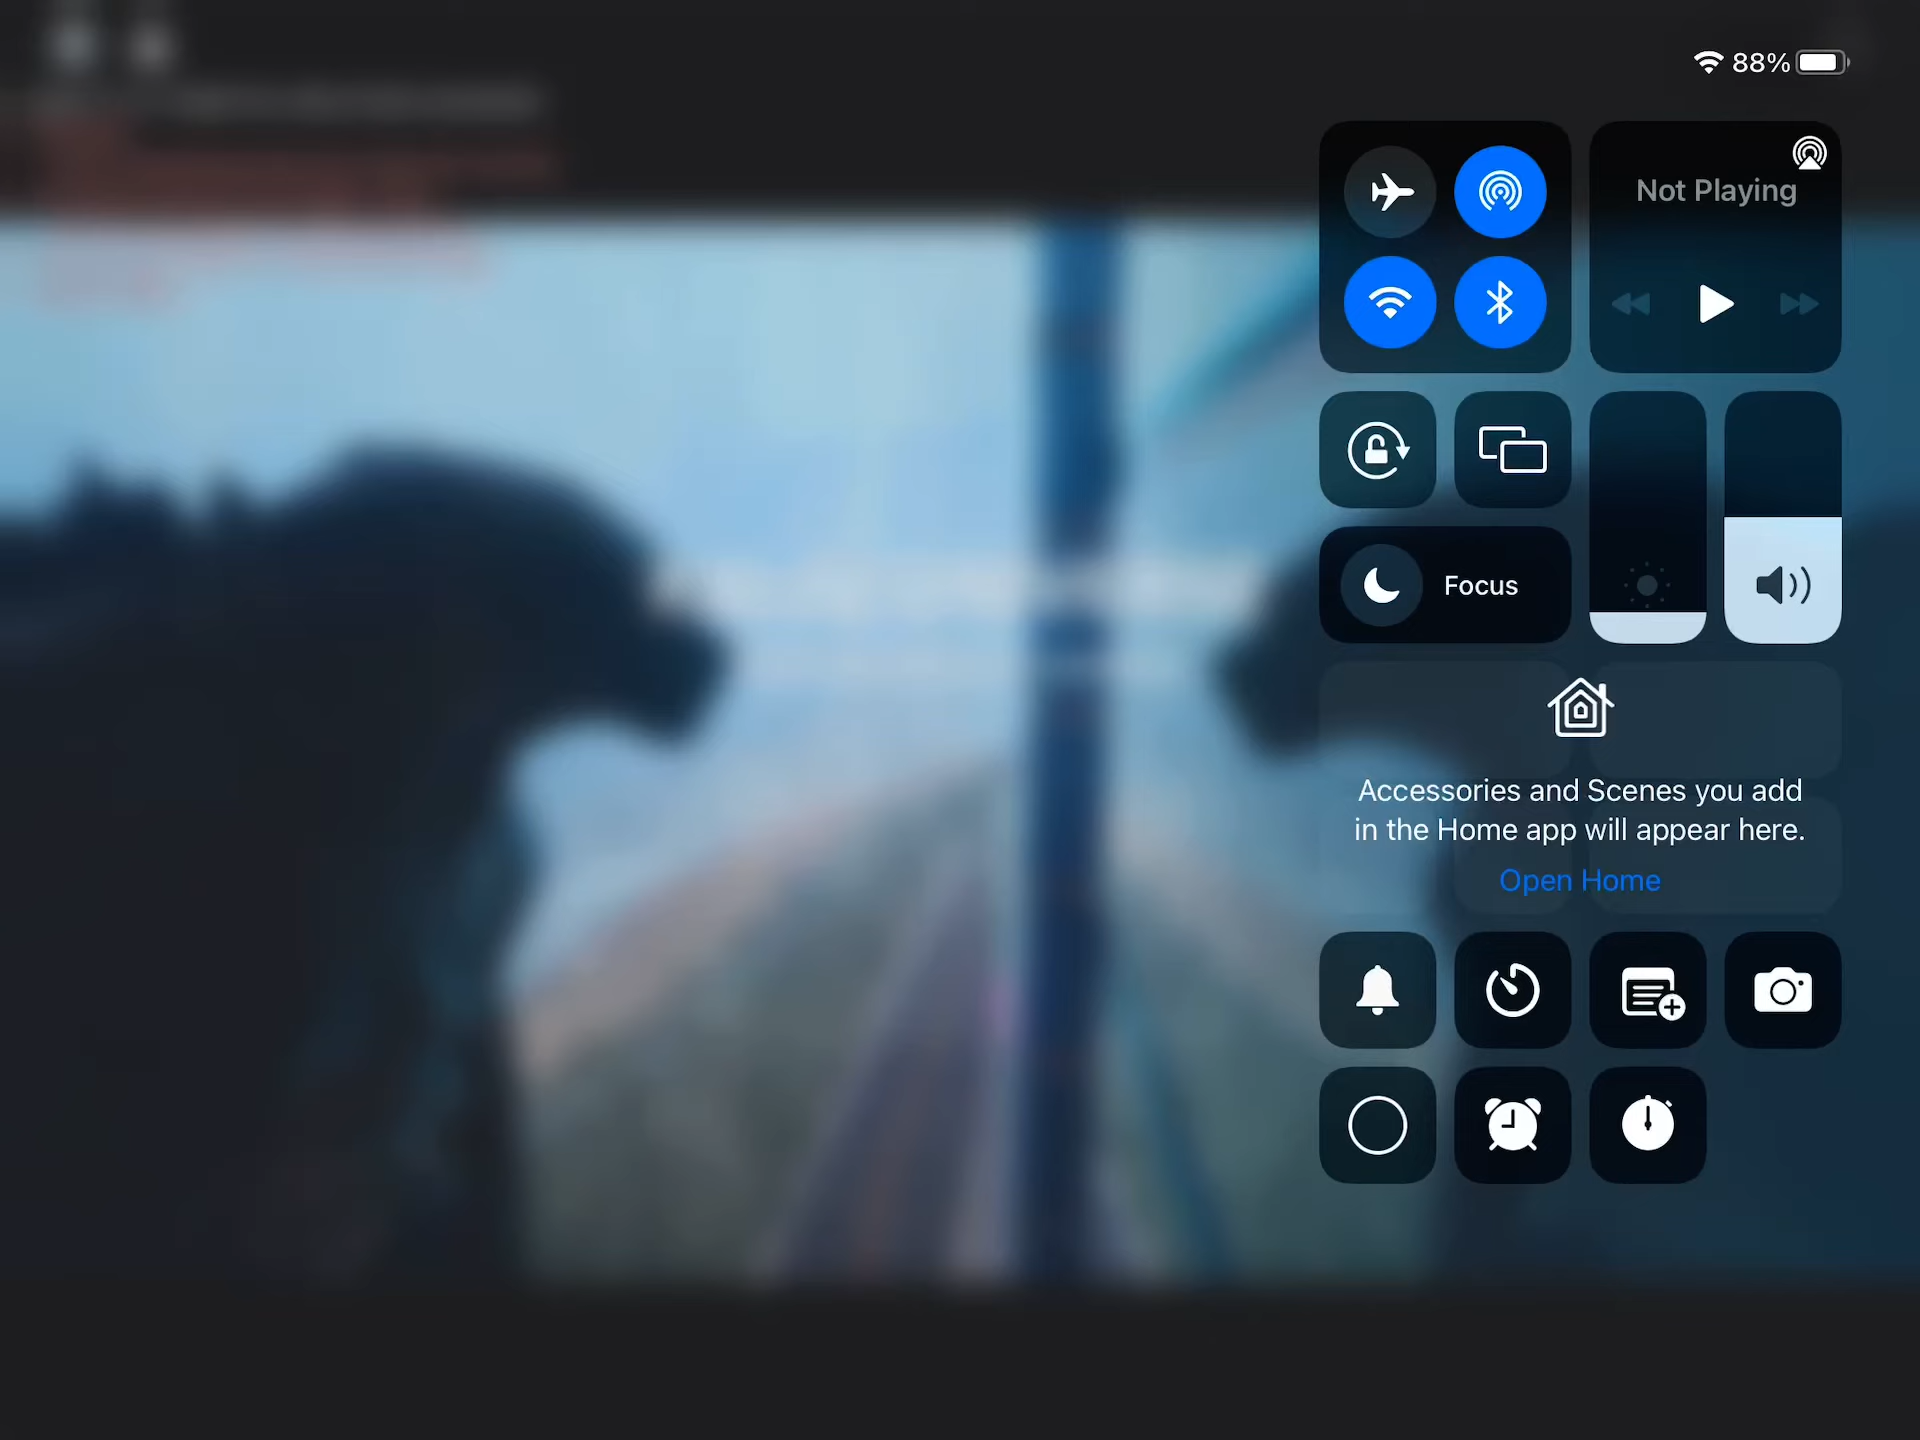 88%
Not Playing
Focus
Accessories and Scenes you add
in the Home app will appear here.
Open Home